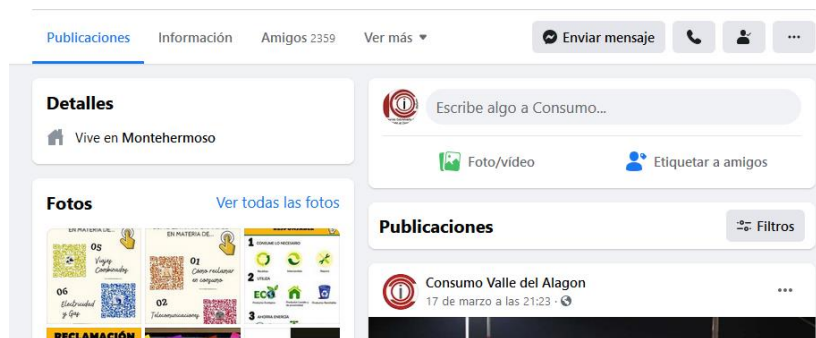 Publicaciones Información Amigos 2359 Ver más
Enviar mensaje
Detalles
Vive en Montehermoso
Fotos Ver todas las fotos
EN MATERIA DE...
05
Viajes
Combinados
06
Electricidad
y Gas
EN MATERIA DE...
01
Cómo reclamar
en consumo
02
Telecomunicaciones
1 CONSUME LO NECESARIO
2 UTILIZA
ECO
3 AHORRA ENERGÍA
RECLAMACIÓN
Escribe algo a Consumo...
Foto/vídeo Etiquetar a amigos
Publicaciones Filtros
Consumo Valle del Alagon
17 de marzo a las 21:23